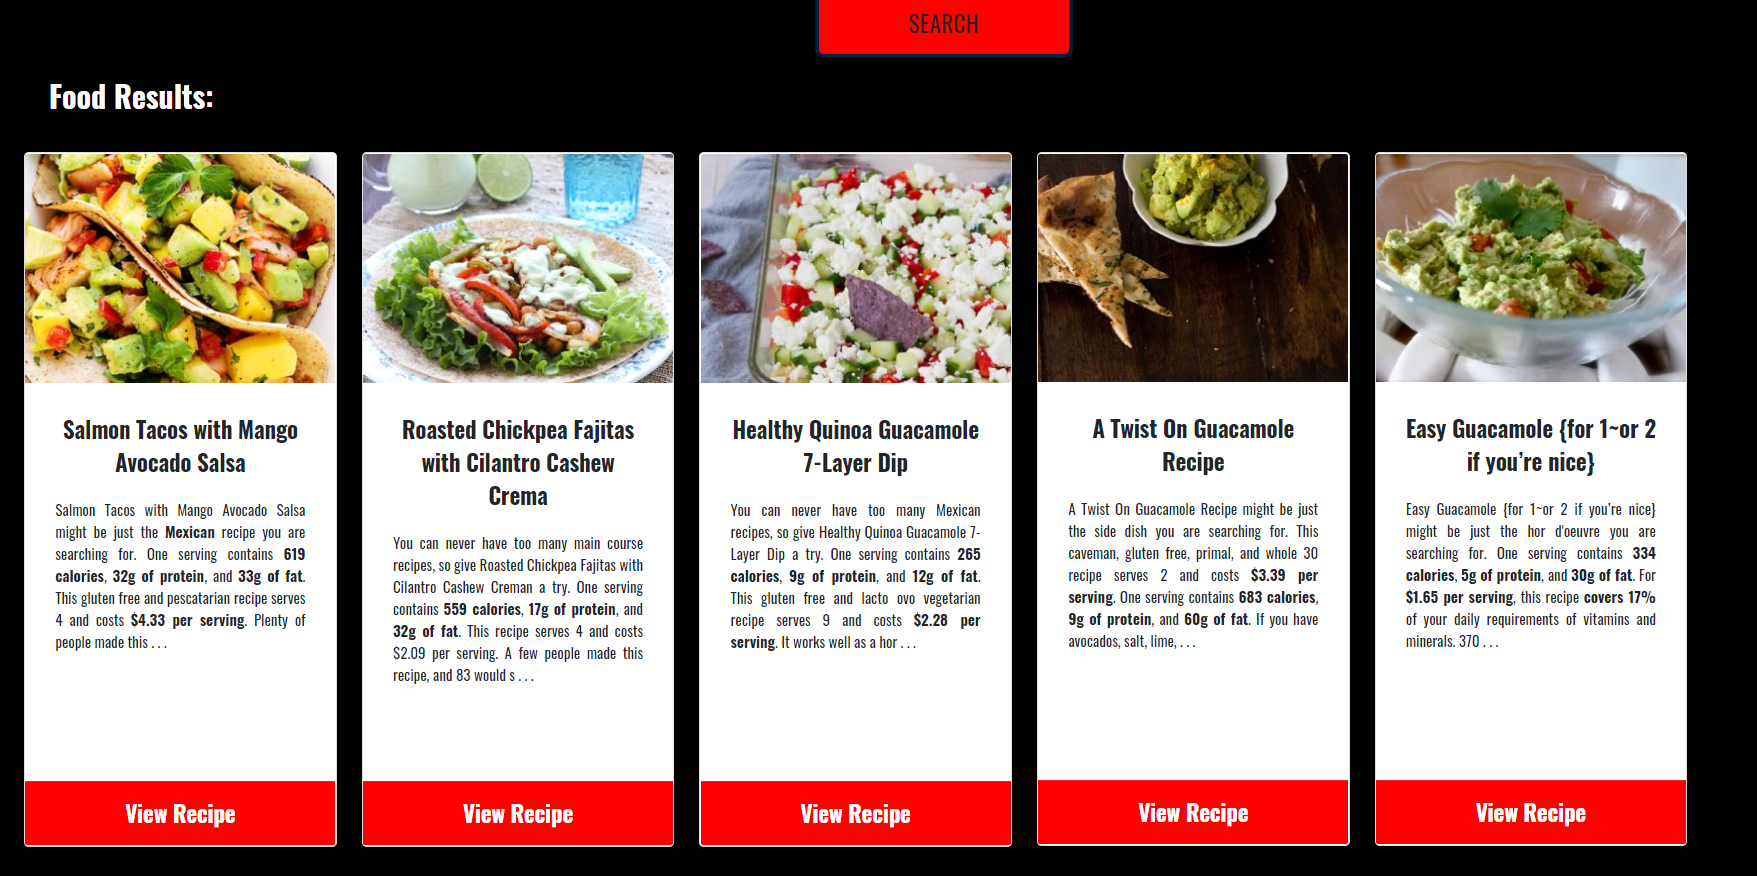 SEARCH
Food Results:
Salmon Tacos with Mango
Avocado Salsa
Salmon Tacos with Mango Avocado Salsa
might be just the Mexican recipe you are
searching for. One serving contains 619
calories, 32g of protein, and 33g of fat.
This gluten free and pescatarian recipe serves
4 and costs $4.33 per serving. Plenty of
people made this . . .
View Recipe
Roasted Chickpea Fajitas
with Cilantro Cashew
Crema
You can never have too many main course
recipes, so give Roasted Chickpea Fajitas with
Cilantro Cashew Creman a try. One serving
contains 559 calories, 17g of protein, and
32g of fat. This recipe serves 4 and costs
$2.09 per serving. A few people made this
recipe, and 83 would s . . .
View Recipe
Healthy Quinoa Guacamole
7-Layer Dip
You can never have too many Mexican
recipes, so give Healthy Quinoa Guacamole 7-
Layer Dip a try. One serving contains 265
calories, 9g of protein, and 12g of fat.
This gluten free and lacto ovo vegetarian
recipe serves 9 and costs $2.28 per
serving. It works well as a hor . . .
View Recipe
A Twist On Guacamole
Recipe
A Twist On Guacamole Recipe might be just
the side dish you are searching for. This
caveman, gluten free, primal, and whole 30
recipe serves 2 and costs $3.39 per
serving. One serving contains 683 calories,
9g of protein, and 60g of fat. If you have
avocados, salt, lime, . . .
View Recipe
Easy Guacamole {for 1~or 2
if you’re nice}
Easy Guacamole {for 1~or 2 if you’re nice}
might be just the hor d'oeuvre you are
searching for. One serving contains 334
calories, 5g of protein, and 30g of fat. For
$1.65 per serving, this recipe covers 17%
of your daily requirements of vitamins and
minerals. 370 . . .
View Recipe